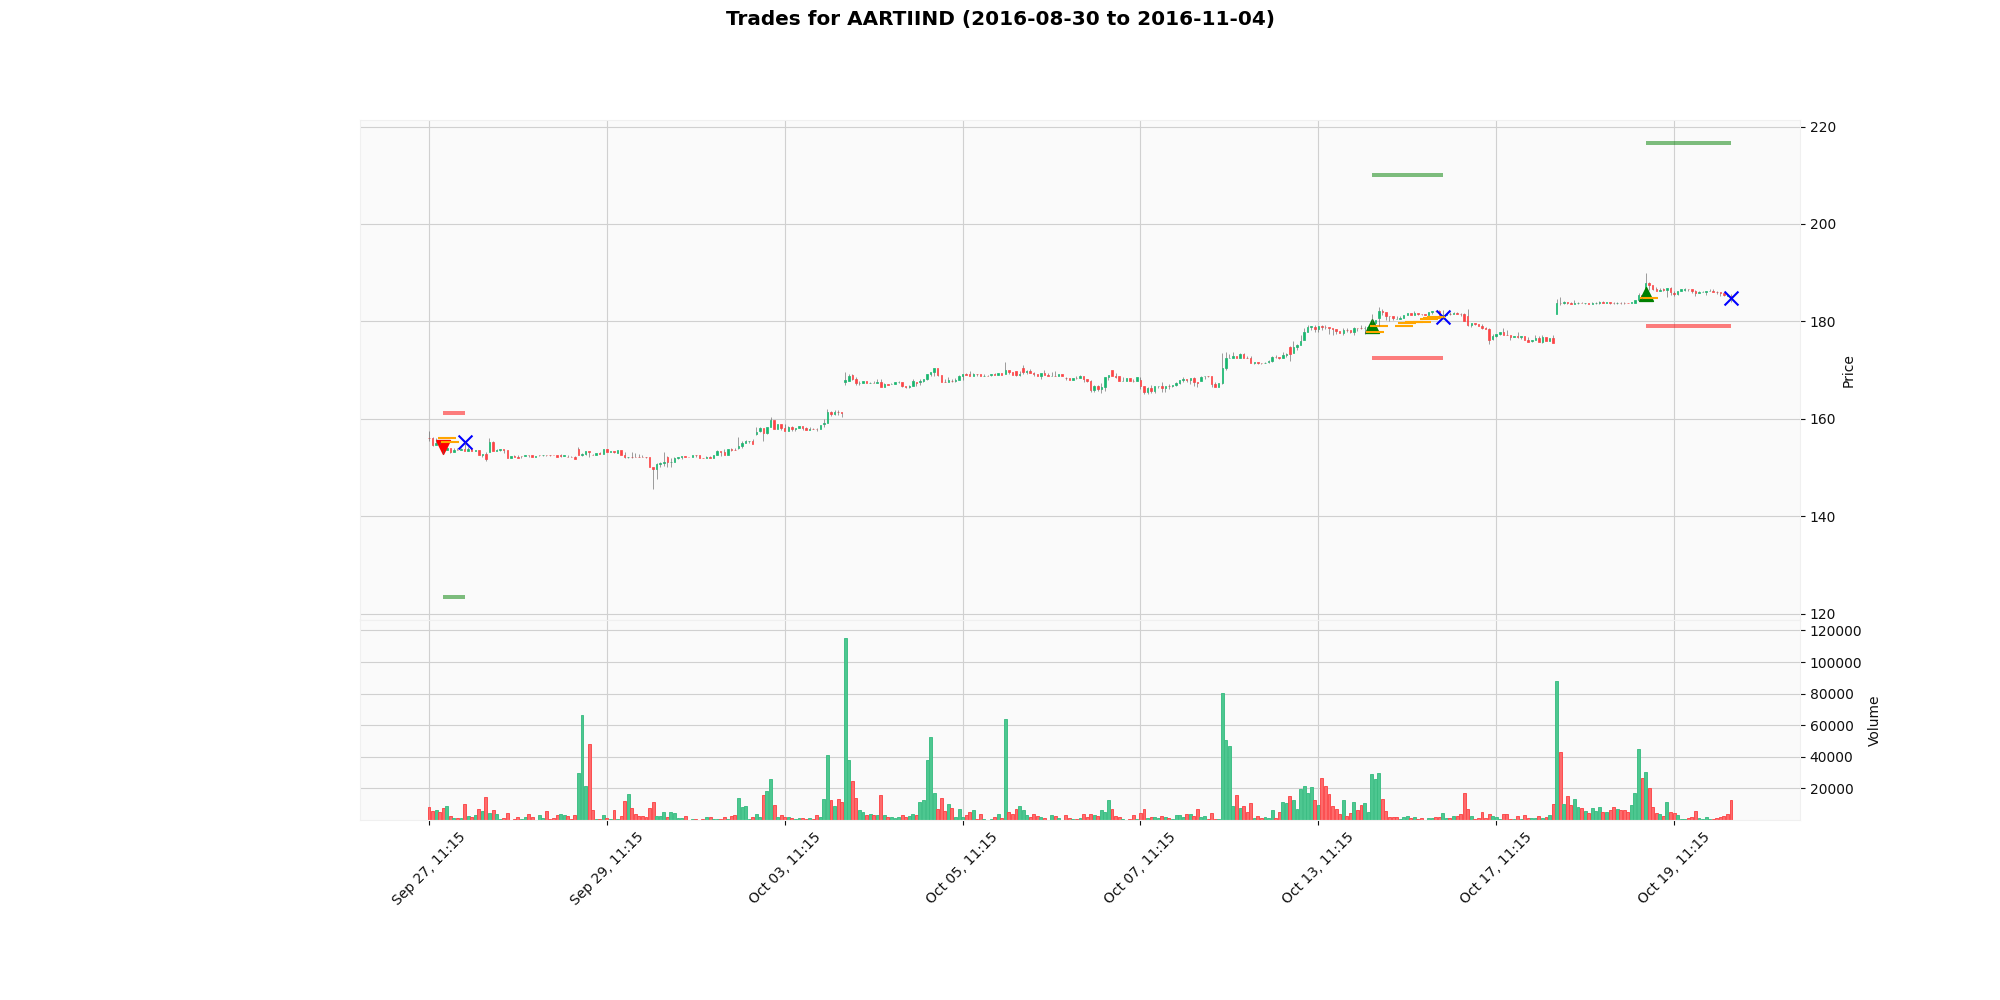 Trades for AARTIIND (2016-08-30 to 2016-11-04)
220
200
180
160
140
120
Price
120000
100000
80000
60000
40000
20000
Volume
Sep 27, 11:15
Sep 29, 11:15
Oct 03, 11:15
Oct 05, 11:15
Oct 07, 11:15
Oct 13, 11:15
Oct 17, 11:15
Oct 19, 11:15